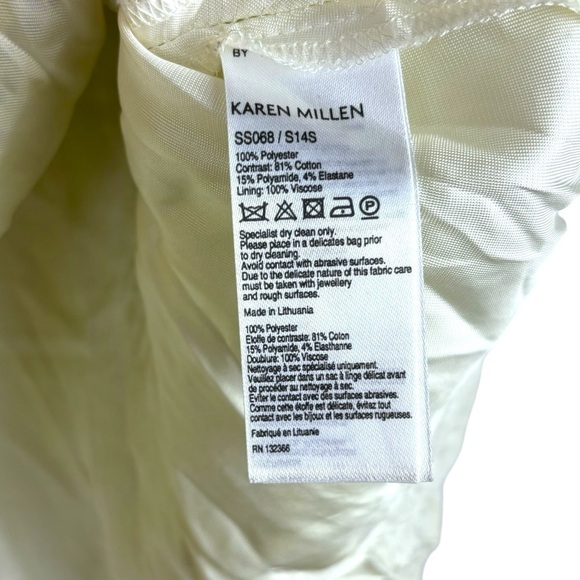 BY
KAREN MILLEN
SS068 / S14S
100% Polyester
Contrast: 81% Cotton
15% Polyamide, 4% Elastane
Lining: 100% Viscose
P
Specialist dry clean only.
Please place in a delicates bag prior
to dry cleaning.
Avoid contact with abrasive surfaces.
Due to the delicate nature of this fabric care
must be taken with jewellery
and rough surfaces.
Made in Lithuania
100% Polyester
Etoffe de contraste: 81% Coton
15% Polyamide, 4% Elasthanne
Doublure: 100% Viscose
Nettoyage à sec spécialisé uniquement.
Veuillez placer dans un sac à linge délicat avant
de procéder au nettoyage à sec.
Eviter le contact avec des surfaces abrasives.
Comme cette étoffe est délicate, évitez tout
contact avec les bijoux et les surfaces rugueuses.
Fabriqué en Lituanie
RN 132366